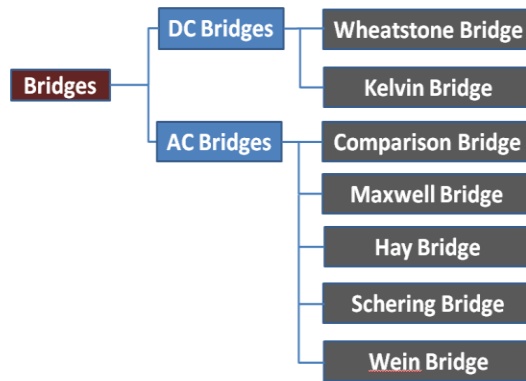 Bridges
DC Bridges
Wheatstone Bridge
Kelvin Bridge
AC Bridges
Comparison Bridge
Maxwell Bridge
Hay Bridge
Schering Bridge
Wein Bridge